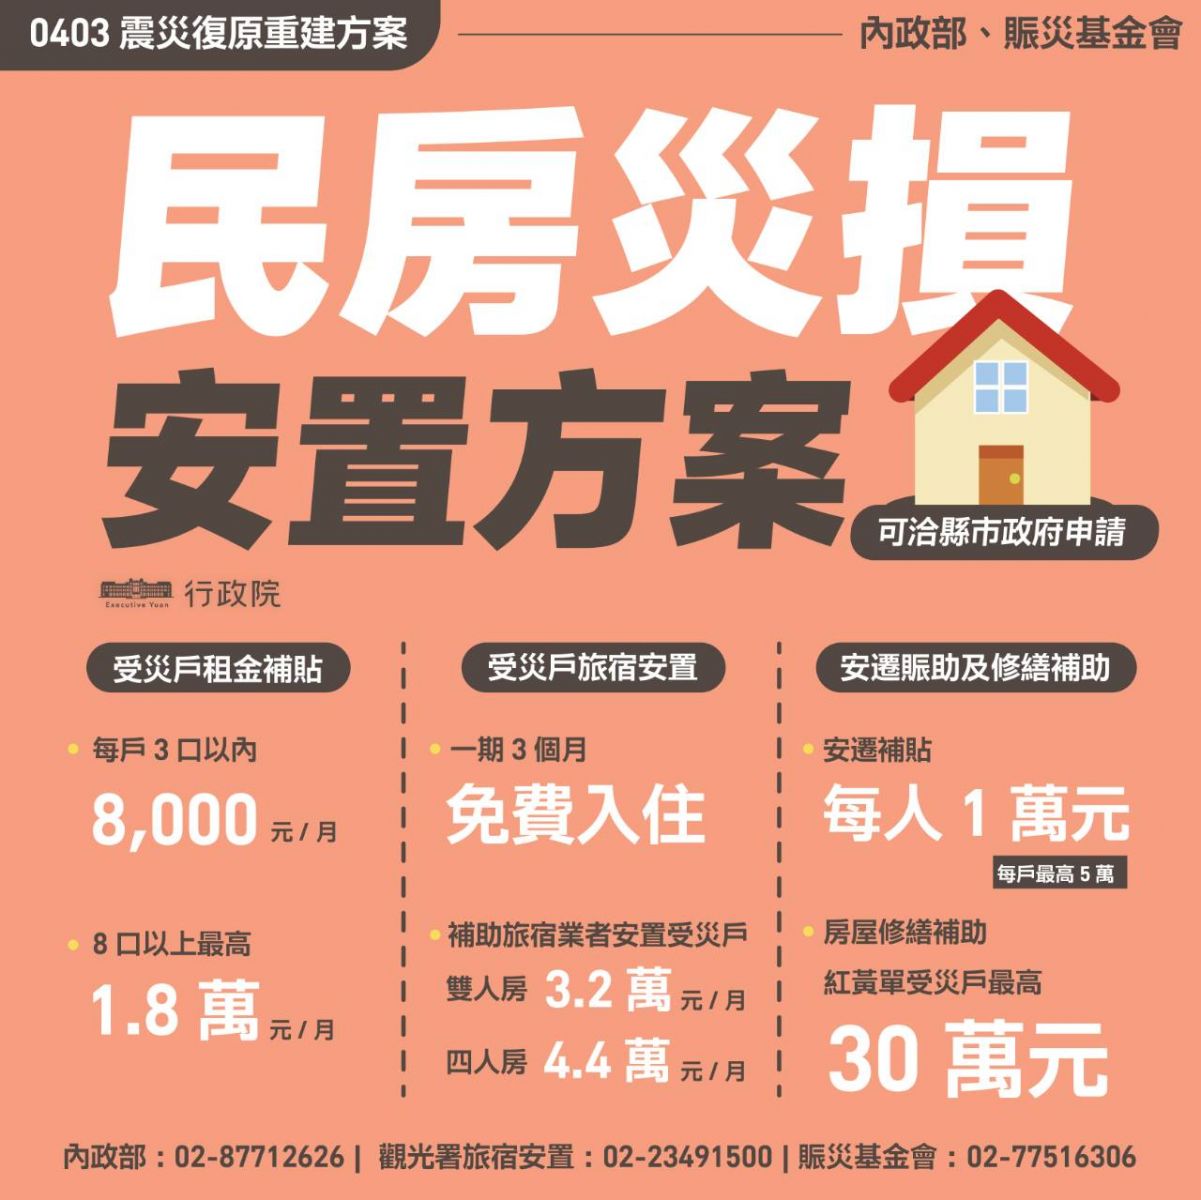 0403 震災復原重建方案
內政部、賑災基金會
民房災損
安置方案
可洽縣市政府申請
Executive Yuan 行政院
受災戶租金補貼
每戶 3 口以內
8,000 元 / 月
8 口以上最高
1.8 萬 元 / 月
受災戶旅宿安置
一期 3 個月
免費入住
補助旅宿業者安置受災戶
雙人房 3.2 萬 元 / 月
四人房 4.4 萬 元 / 月
安遷賑助及修繕補助
安遷補貼
每人 1 萬元
每戶最高 5 萬
房屋修繕補助
紅黃單受災戶最高
30 萬元
內政部：02-87712626 | 觀光署旅宿安置：02-23491500 | 賑災基金會：02-77516306